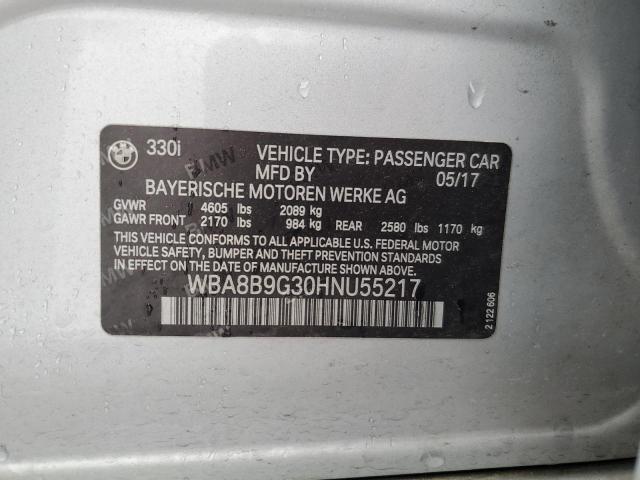 330i VEHICLE TYPE: PASSENGER CAR
MFD BY 05/17
BAYERISCHE MOTOREN WERKE AG
GVWR 4605 lbs 2089 kg
GAWR FRONT 2170 lbs 984 kg REAR 2580 lbs 1170 kg
THIS VEHICLE CONFORMS TO ALL APPLICABLE U.S. FEDERAL MOTOR
VEHICLE SAFETY, BUMPER AND THEFT PREVENTION STANDARDS
IN EFFECT ON THE DATE OF MANUFACTURE SHOWN ABOVE.
WBA8B9G30HNU55217
2 122 606
BMW
BMW
BMW